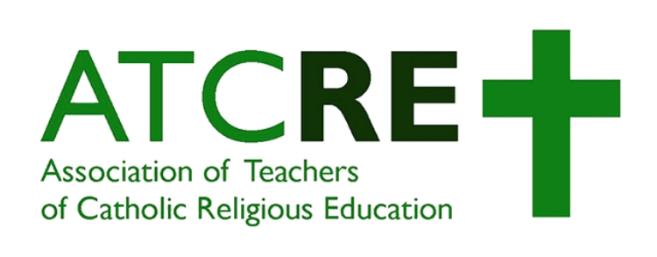 ATCRE
Association of Teachers
of Catholic Religious Education